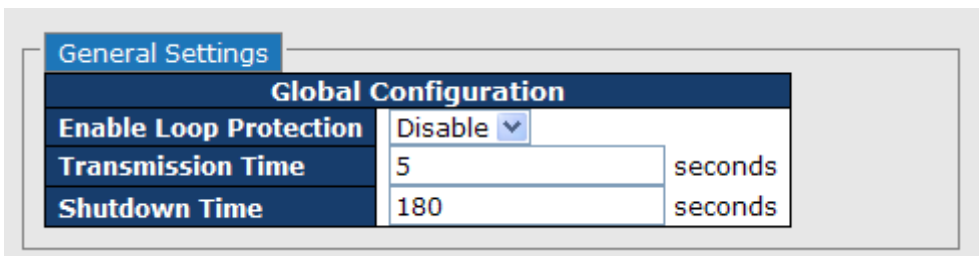 General Settings
Global Configuration
Enable Loop Protection Disable
Transmission Time 5 seconds
Shutdown Time 180 seconds